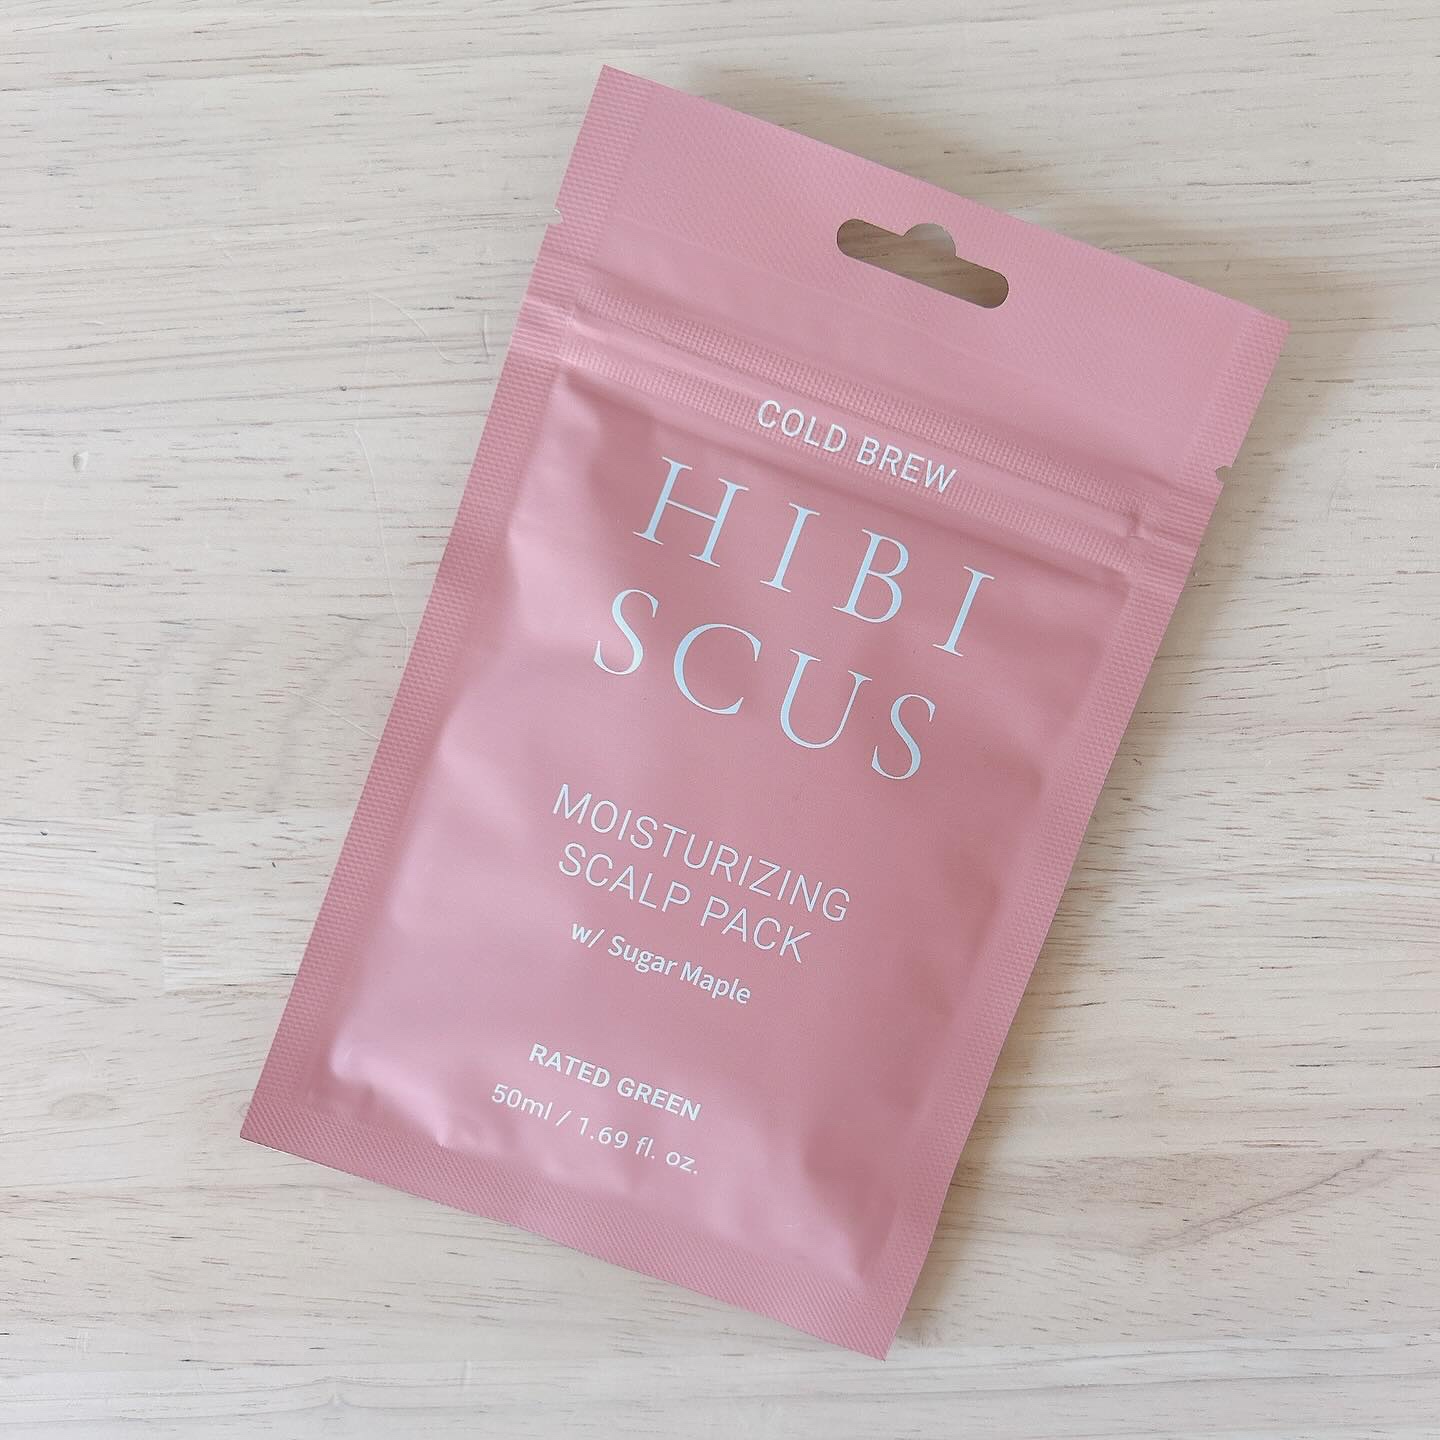 COLD BREW
HIBI
SCUS
MOISTURIZING
SCALP PACK
w/ Sugar Maple
RATED GREEN
50ml / 1.69 fl. oz.